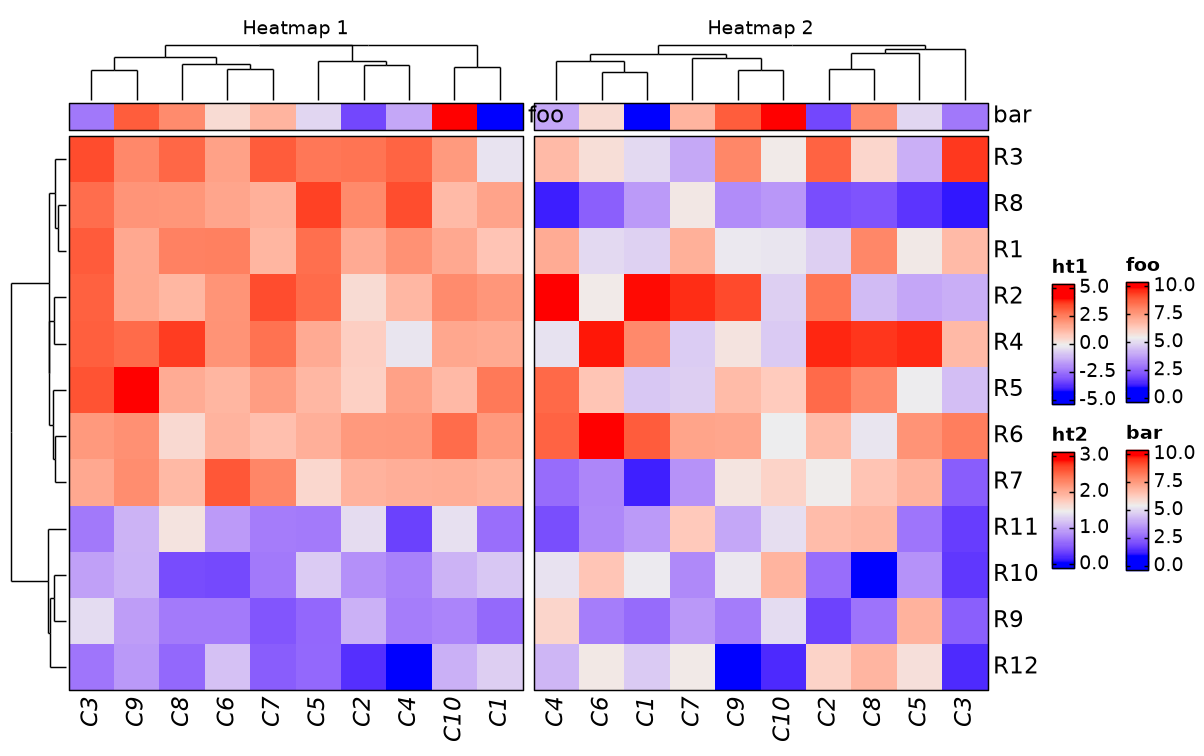 Heatmap 1
Heatmap 2
foo
bar
R3
R8
R1
R2
R4
R5
R6
R7
R11
R10
R9
R12
C3 C9 C8 C6 C7 C5 C2 C4 C10 C1
C4 C6 C1 C7 C9 C10 C2 C8 C5 C3
ht1
5.0
2.5
0.0
-2.5
-5.0
foo
10.0
7.5
5.0
2.5
0.0
ht2
3.0
2.0
1.0
0.0
bar
10.0
7.5
5.0
2.5
0.0